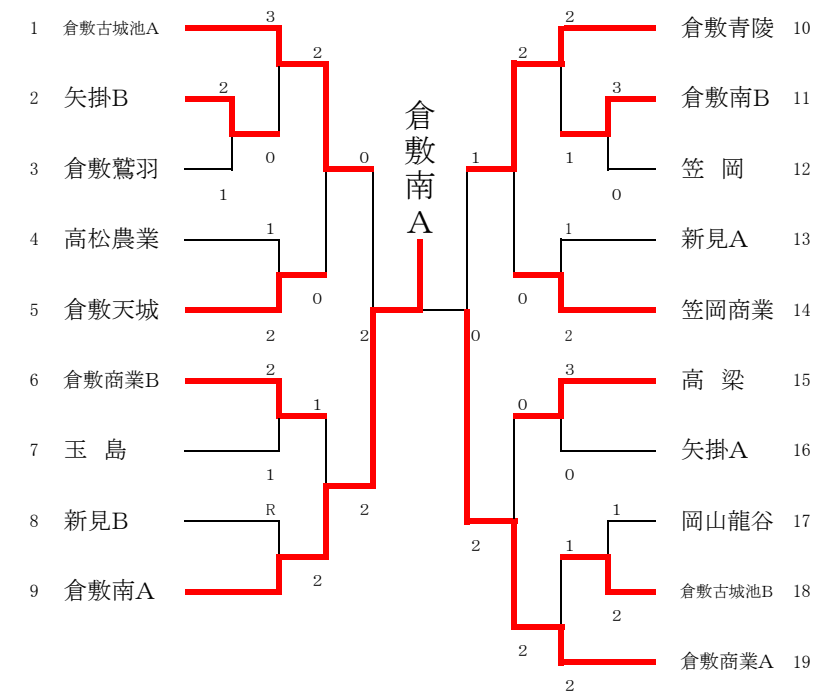 1 倉敷古城池A
2 矢掛B
3 倉敷鷲羽
4 高松農業
5 倉敷天城
6 倉敷商業B
7 玉 島
8 新見B
9 倉敷南A
3
2
2
0
1
0
1
0
2
0
2
2
1
1
R
2
2
倉敷南A
2
2
3
1
1
0
1
0
2
0
3
0
0
1
1
2
2
2
2
倉敷青陵 10
倉敷南B 11
笠 岡 12
新見A 13
笠岡商業 14
高 梁 15
矢掛A 16
岡山龍谷 17
倉敷古城池B 18
倉敷商業A 19